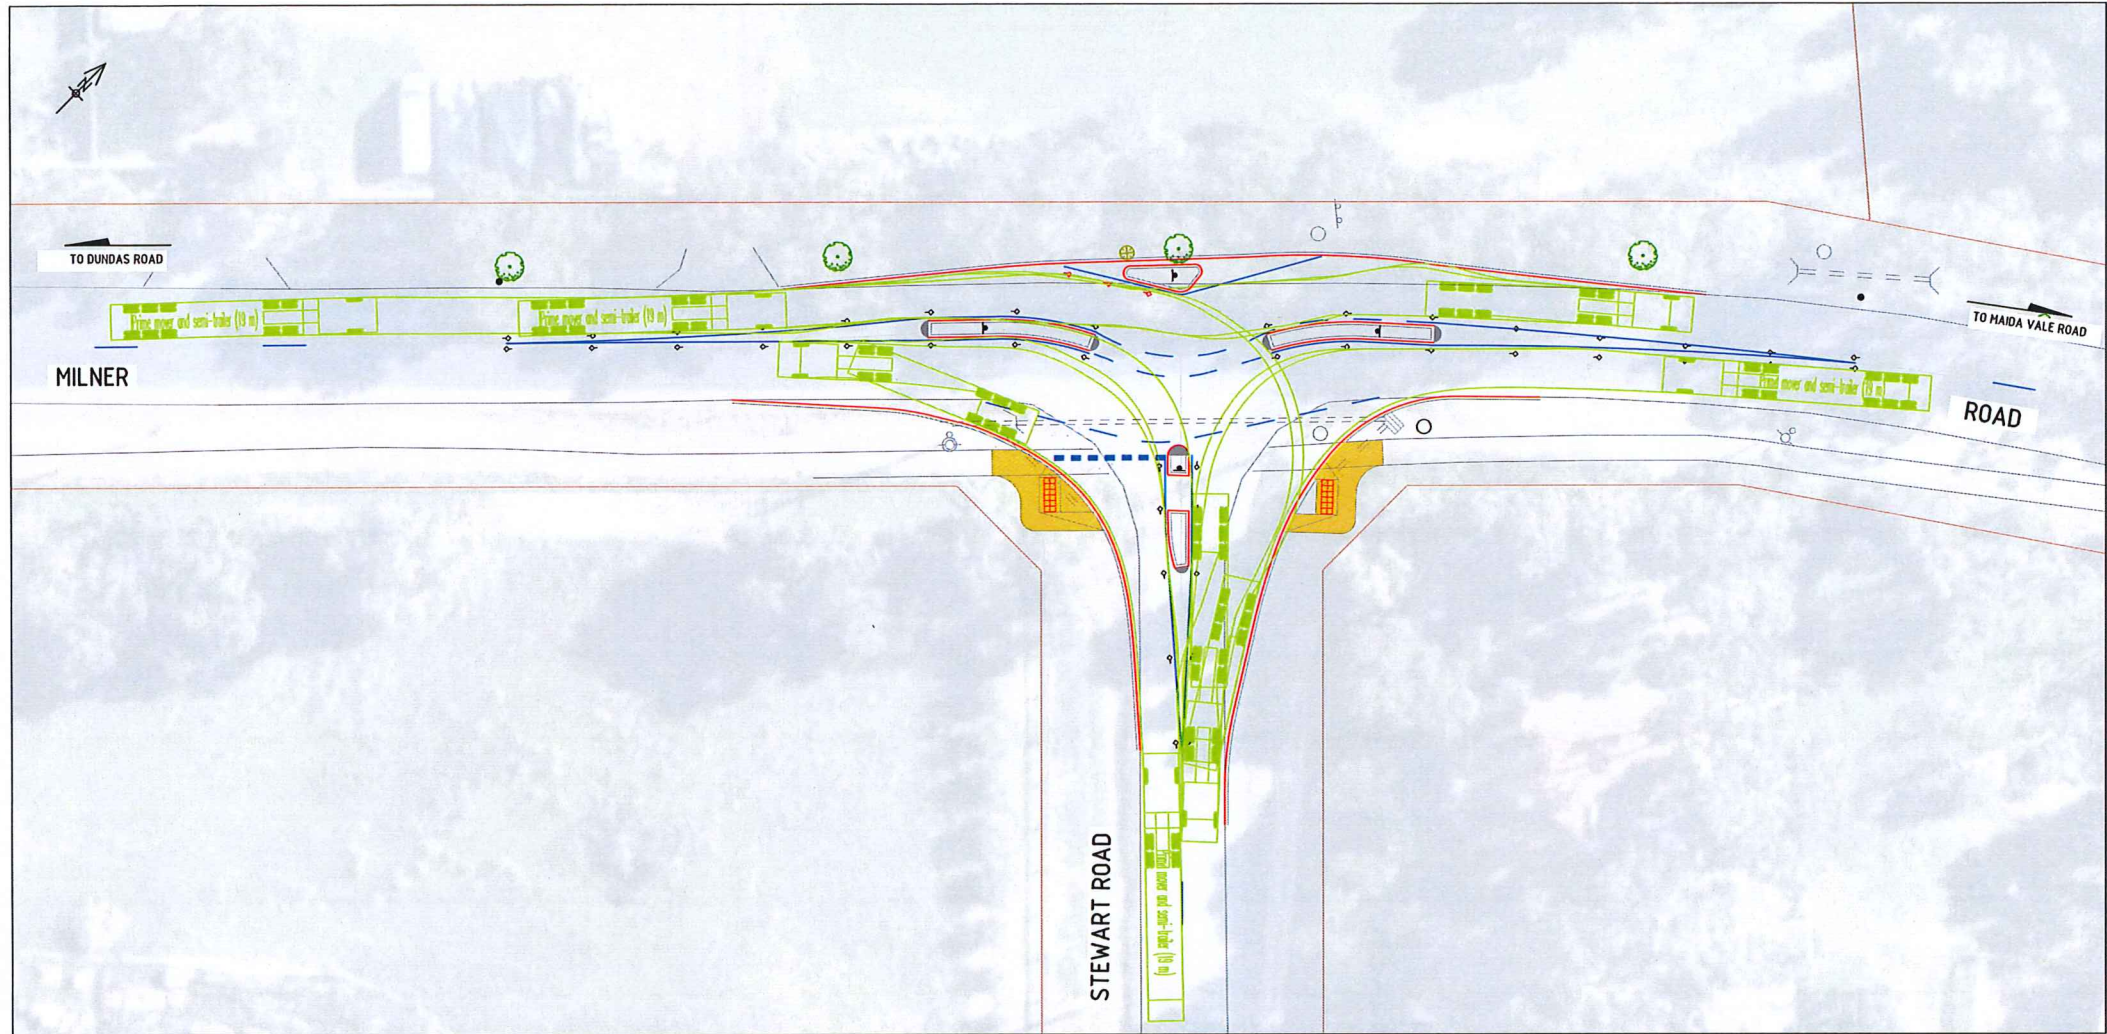 N
TO DUNDAS ROAD
Prime mover and semi-trailer (19 m)
Prime mover and semi-trailer (19 m)
TO MAIDA VALE ROAD
MILNER
Prime mover and semi-trailer (19 m)
ROAD
STEWART ROAD
Prime mover and semi-trailer (19 m)